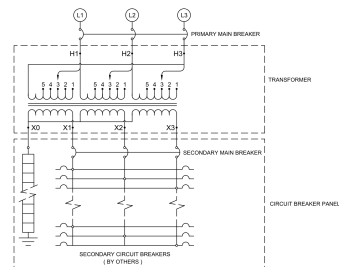 L1 L2 L3
PRIMARY MAIN BREAKER
H1 H2 H3
TRANSFORMER
5 4 3 2 1 5 4 3 2 1 5 4 3 2 1
X0 X1 X2 X3
SECONDARY MAIN BREAKER
CIRCUIT BREAKER PANEL
SECONDARY CIRCUIT BREAKERS
( BY OTHERS )